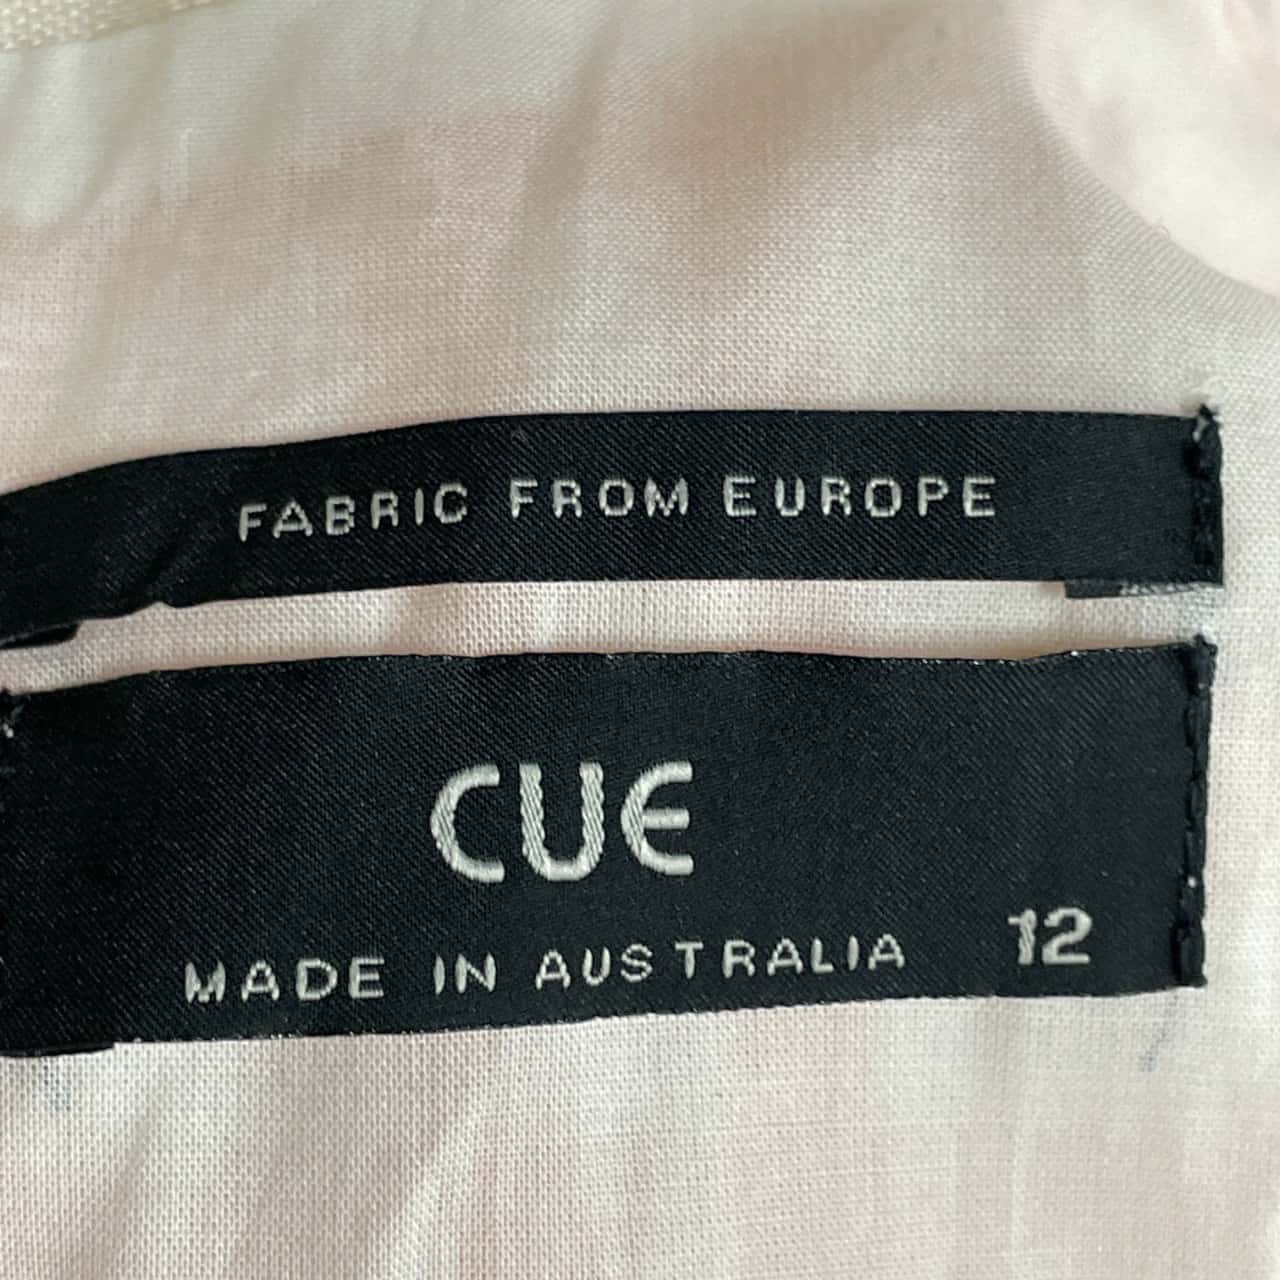 FABRIC FROM EUROPE
CUE
MADE IN AUSTRALIA 12